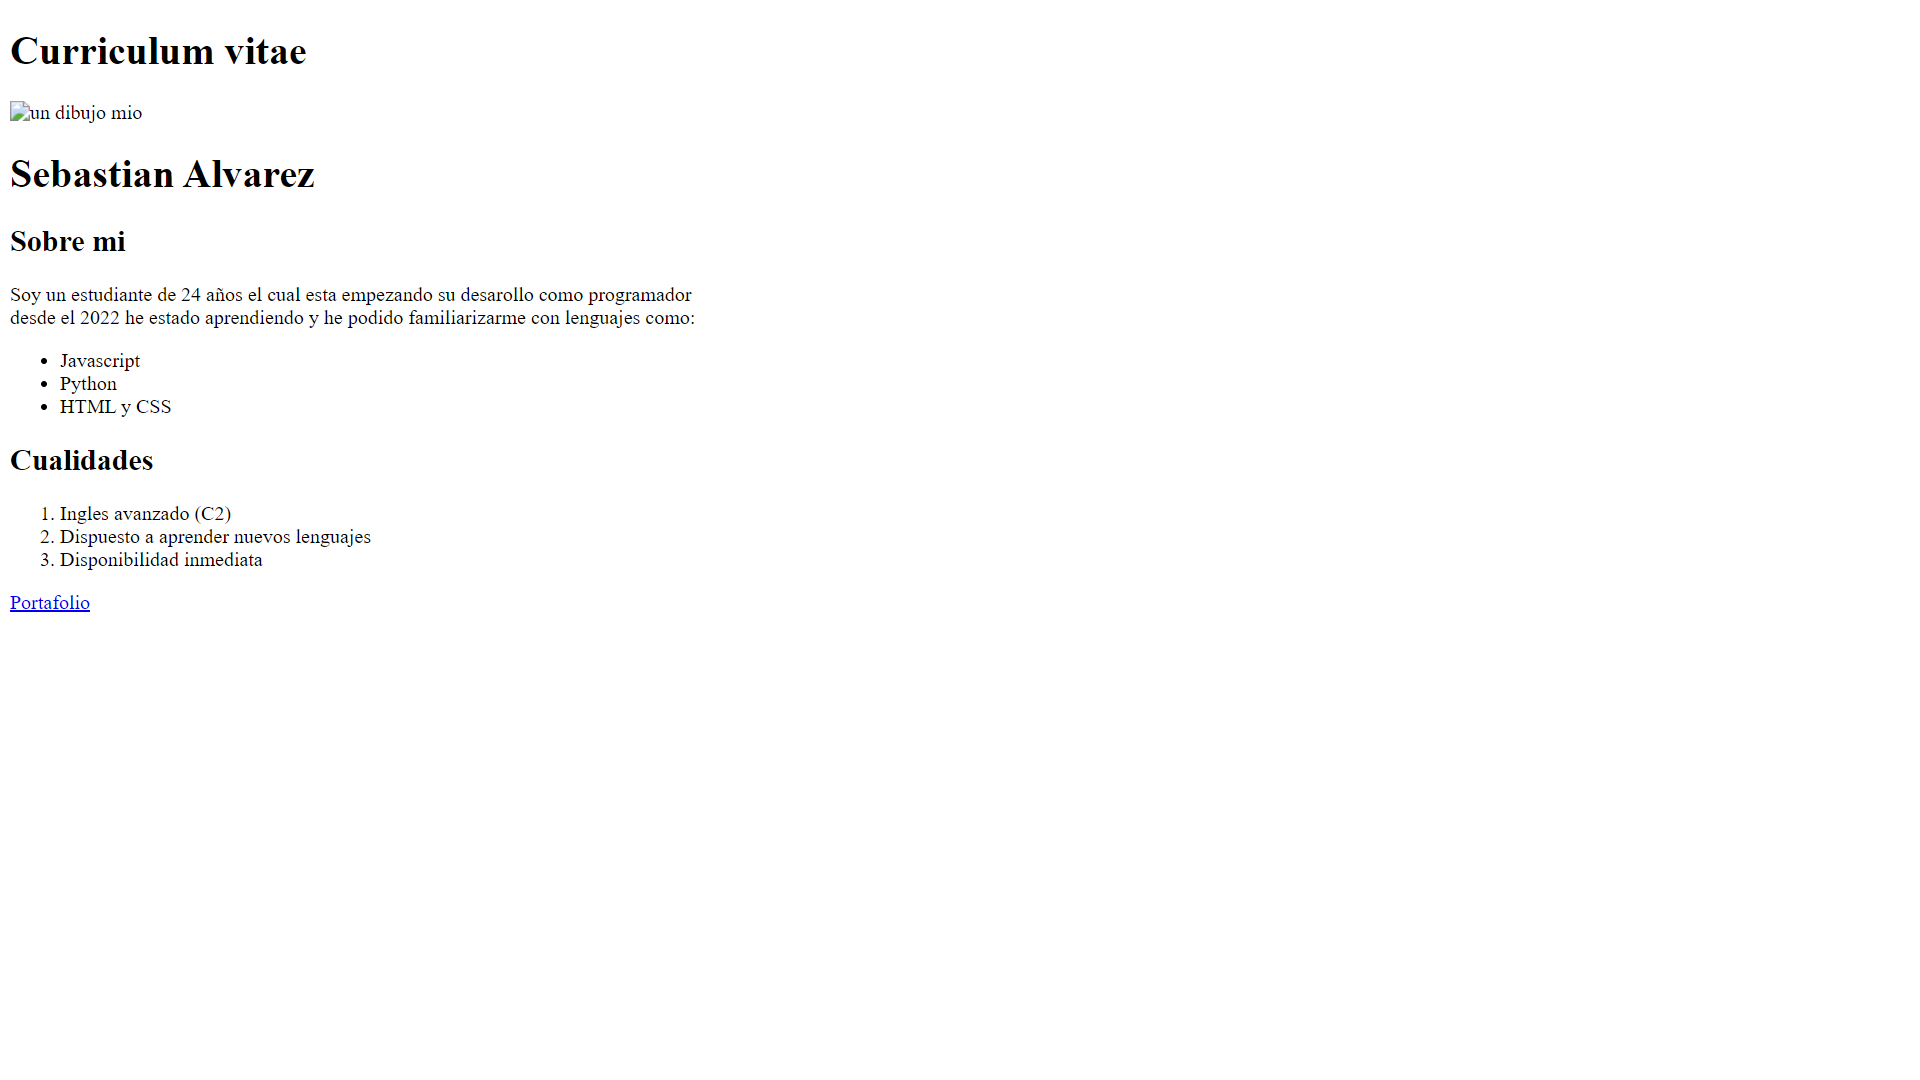 Curriculum vitae
un dibujo mio
Sebastian Alvarez
Sobre mi
Soy un estudiante de 24 años el cual esta empezando su desarollo como programador
desde el 2022 he estado aprendiendo y he podido familiarizarme con lenguajes como:
• Javascript
• Python
• HTML y CSS
Cualidades
1. Ingles avanzado (C2)
2. Dispuesto a aprender nuevos lenguajes
3. Disponibilidad inmediata
Portafolio